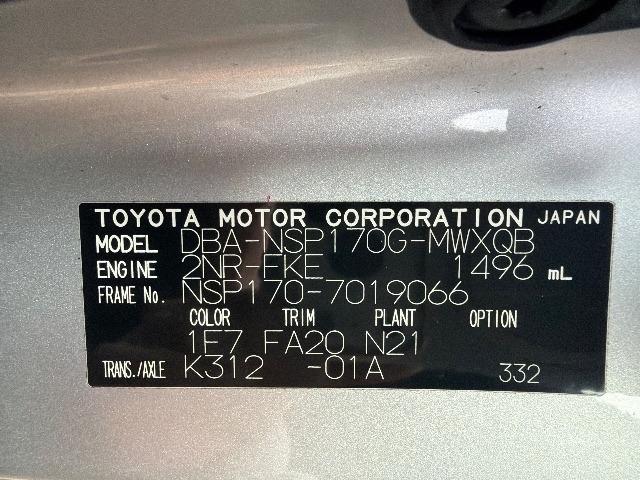 TOYOTA MOTOR CORPORATION JAPAN
MODEL DBA-NSP170G-MWXQB
ENGINE 2NR-FKE 1496 mL
FRAME No. NSP170-7019066
COLOR TRIM PLANT OPTION
1F7 FA20 N21
TRANS./AXLE K312 -01A 332